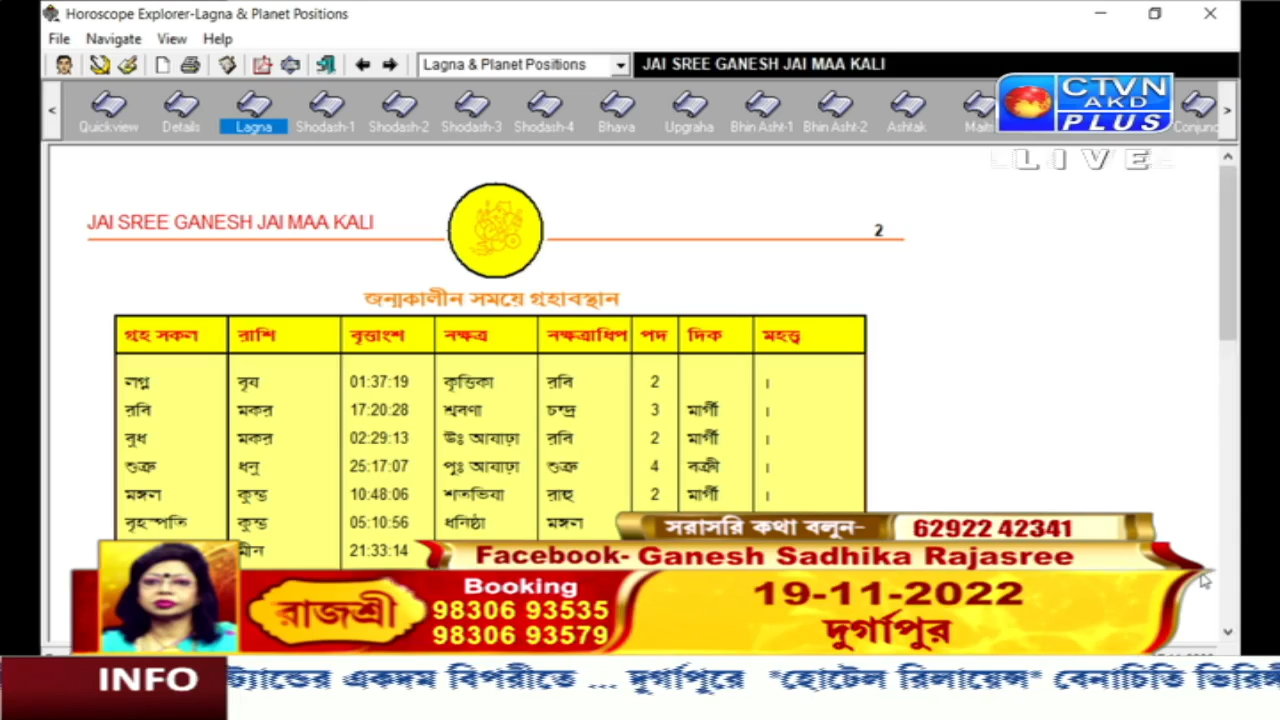 Horoscope Explorer-Lagna & Planet Positions
File Navigate View Help
Lagna & Planet Positions JAI SREE GANESH JAI MAA KALI
Quickview Details Lagna Shodash-1 Shodash-2 Shodash-3 Shodash-4 Bhava Upgraha Bhin Asht-1 Bhin Asht-2 Ashtak
CTVN
AKD
PLUS
LIVE
JAI SREE GANESH JAI MAA KALI 2
জন্মকালীন সময়ে গ্রহাবস্থান
গ্রহ সকল রাশি বৃত্তাংশ নক্ষত্র নক্ষত্রাধিপ পদ দিক মহত্ত্ব
লগ্ন বৃষ 01:37:19 কৃত্তিকা রবি 2 ।
রবি মকর 17:20:28 শ্রবণা চন্দ্র 3 মার্গী ।
বুধ মকর 02:29:13 উঃ আষাঢ়া রবি 2 মার্গী ।
শুক্র ধনু 25:17:07 পুঃ আষাঢ়া শুক্র 4 বক্রী ।
মঙ্গল কুম্ভ 10:48:06 শতভিষা রাহু 2 মার্গী ।
বৃহস্পতি কুম্ভ 05:10:56 ধনিষ্ঠা মঙ্গল
মীন 21:33:14
সরাসরি কথা বলুন- 62922 42341
Facebook- Ganesh Sadhika Rajasree
রাজশ্রী
Booking
98306 93535
98306 93579
19-11-2022
দুর্গাপুর
INFO ট্যান্ডের একদম বিপরীতে ... দূর্গাপুরে "হোটেল রিলায়েন্স" বেনাচিতি